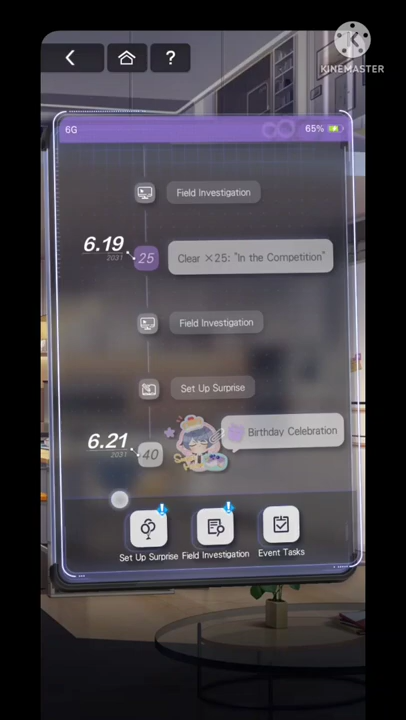 ?
KINEMASTER
6G
65%
Field Investigation
6.19
2031
25
Clear ×25: "In the Competition"
Field Investigation
Set Up Surprise
6.21
2031
40
Birthday Celebration
Set Up Surprise
Field Investigation
Event Tasks